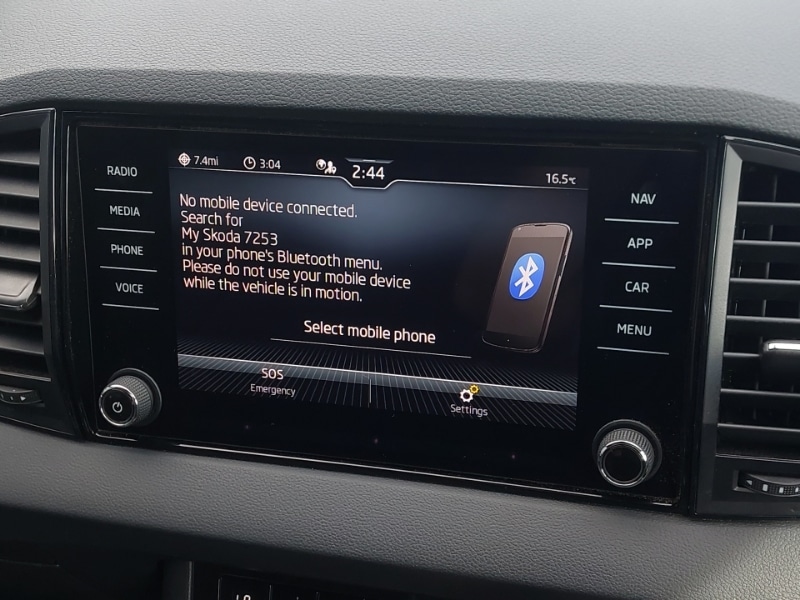 RADIO
MEDIA
PHONE
VOICE
7.4mi 3:04 2:44 16.5°C
No mobile device connected.
Search for
My Skoda 7253
in your phone's Bluetooth menu.
Please do not use your mobile device
while the vehicle is in motion.
Select mobile phone
SOS
Emergency
Settings
NAV
APP
CAR
MENU